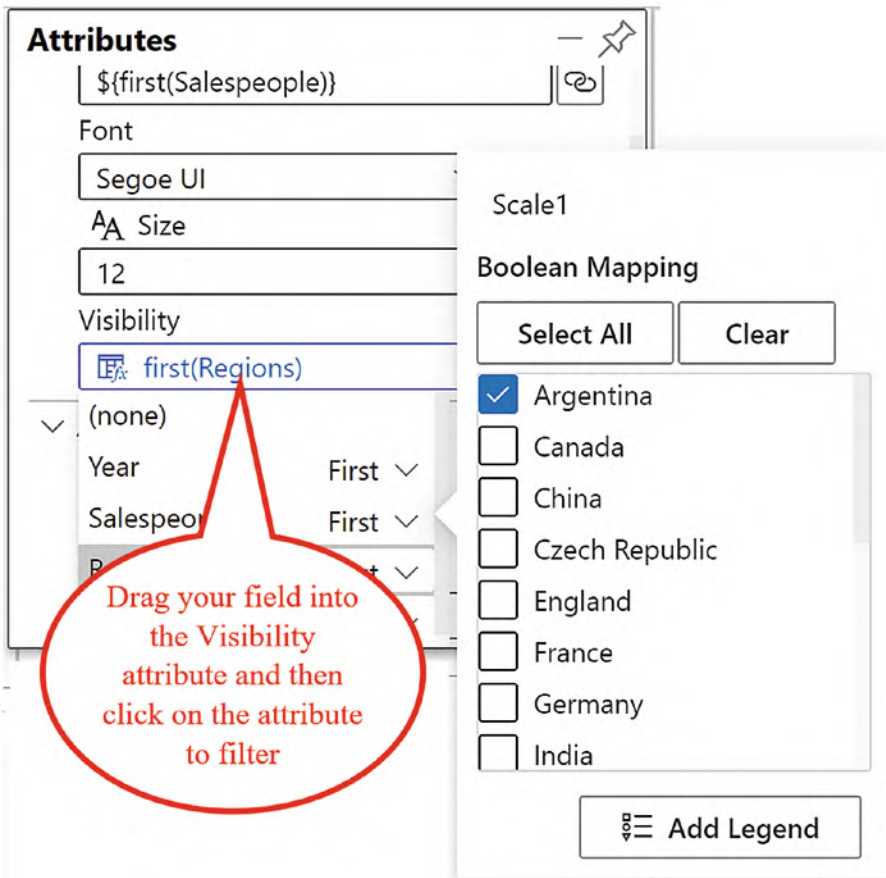 Attributes
${first(Salespeople)}
Font
Segoe UI
AA Size
12
Visibility
first(Regions)
(none)
Year First
First
Drag your field into
the Visibility
attribute and then
click on the attribute
to filter
Scale1
Boolean Mapping
Select All Clear
Argentina
Canada
China
Czech Republic
England
France
Germany
India
Add Legend